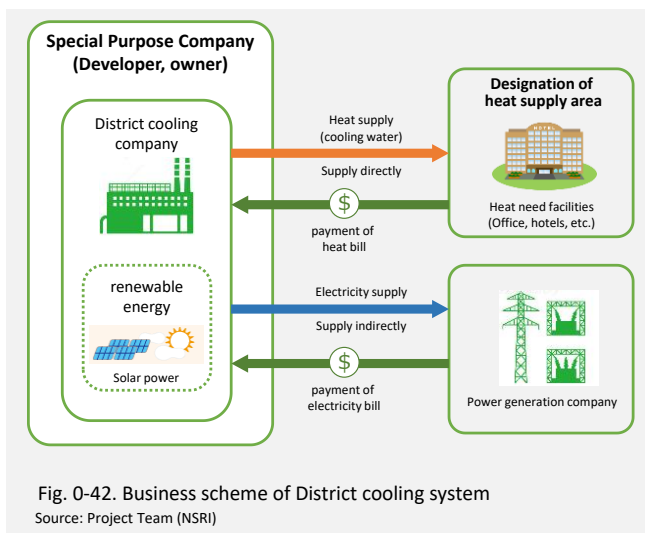 Special Purpose Company
(Developer, owner)
District cooling
company
renewable
energy
Solar power
Heat supply
(cooling water)
Supply directly
$
payment of
heat bill
Electricity supply
Supply indirectly
$
payment of
electricity bill
Designation of
heat supply area
HOTEL
Heat need facilities
(Office, hotels, etc.)
Power generation company
Fig. 0-42. Business scheme of District cooling system
Source: Project Team (NSRI)